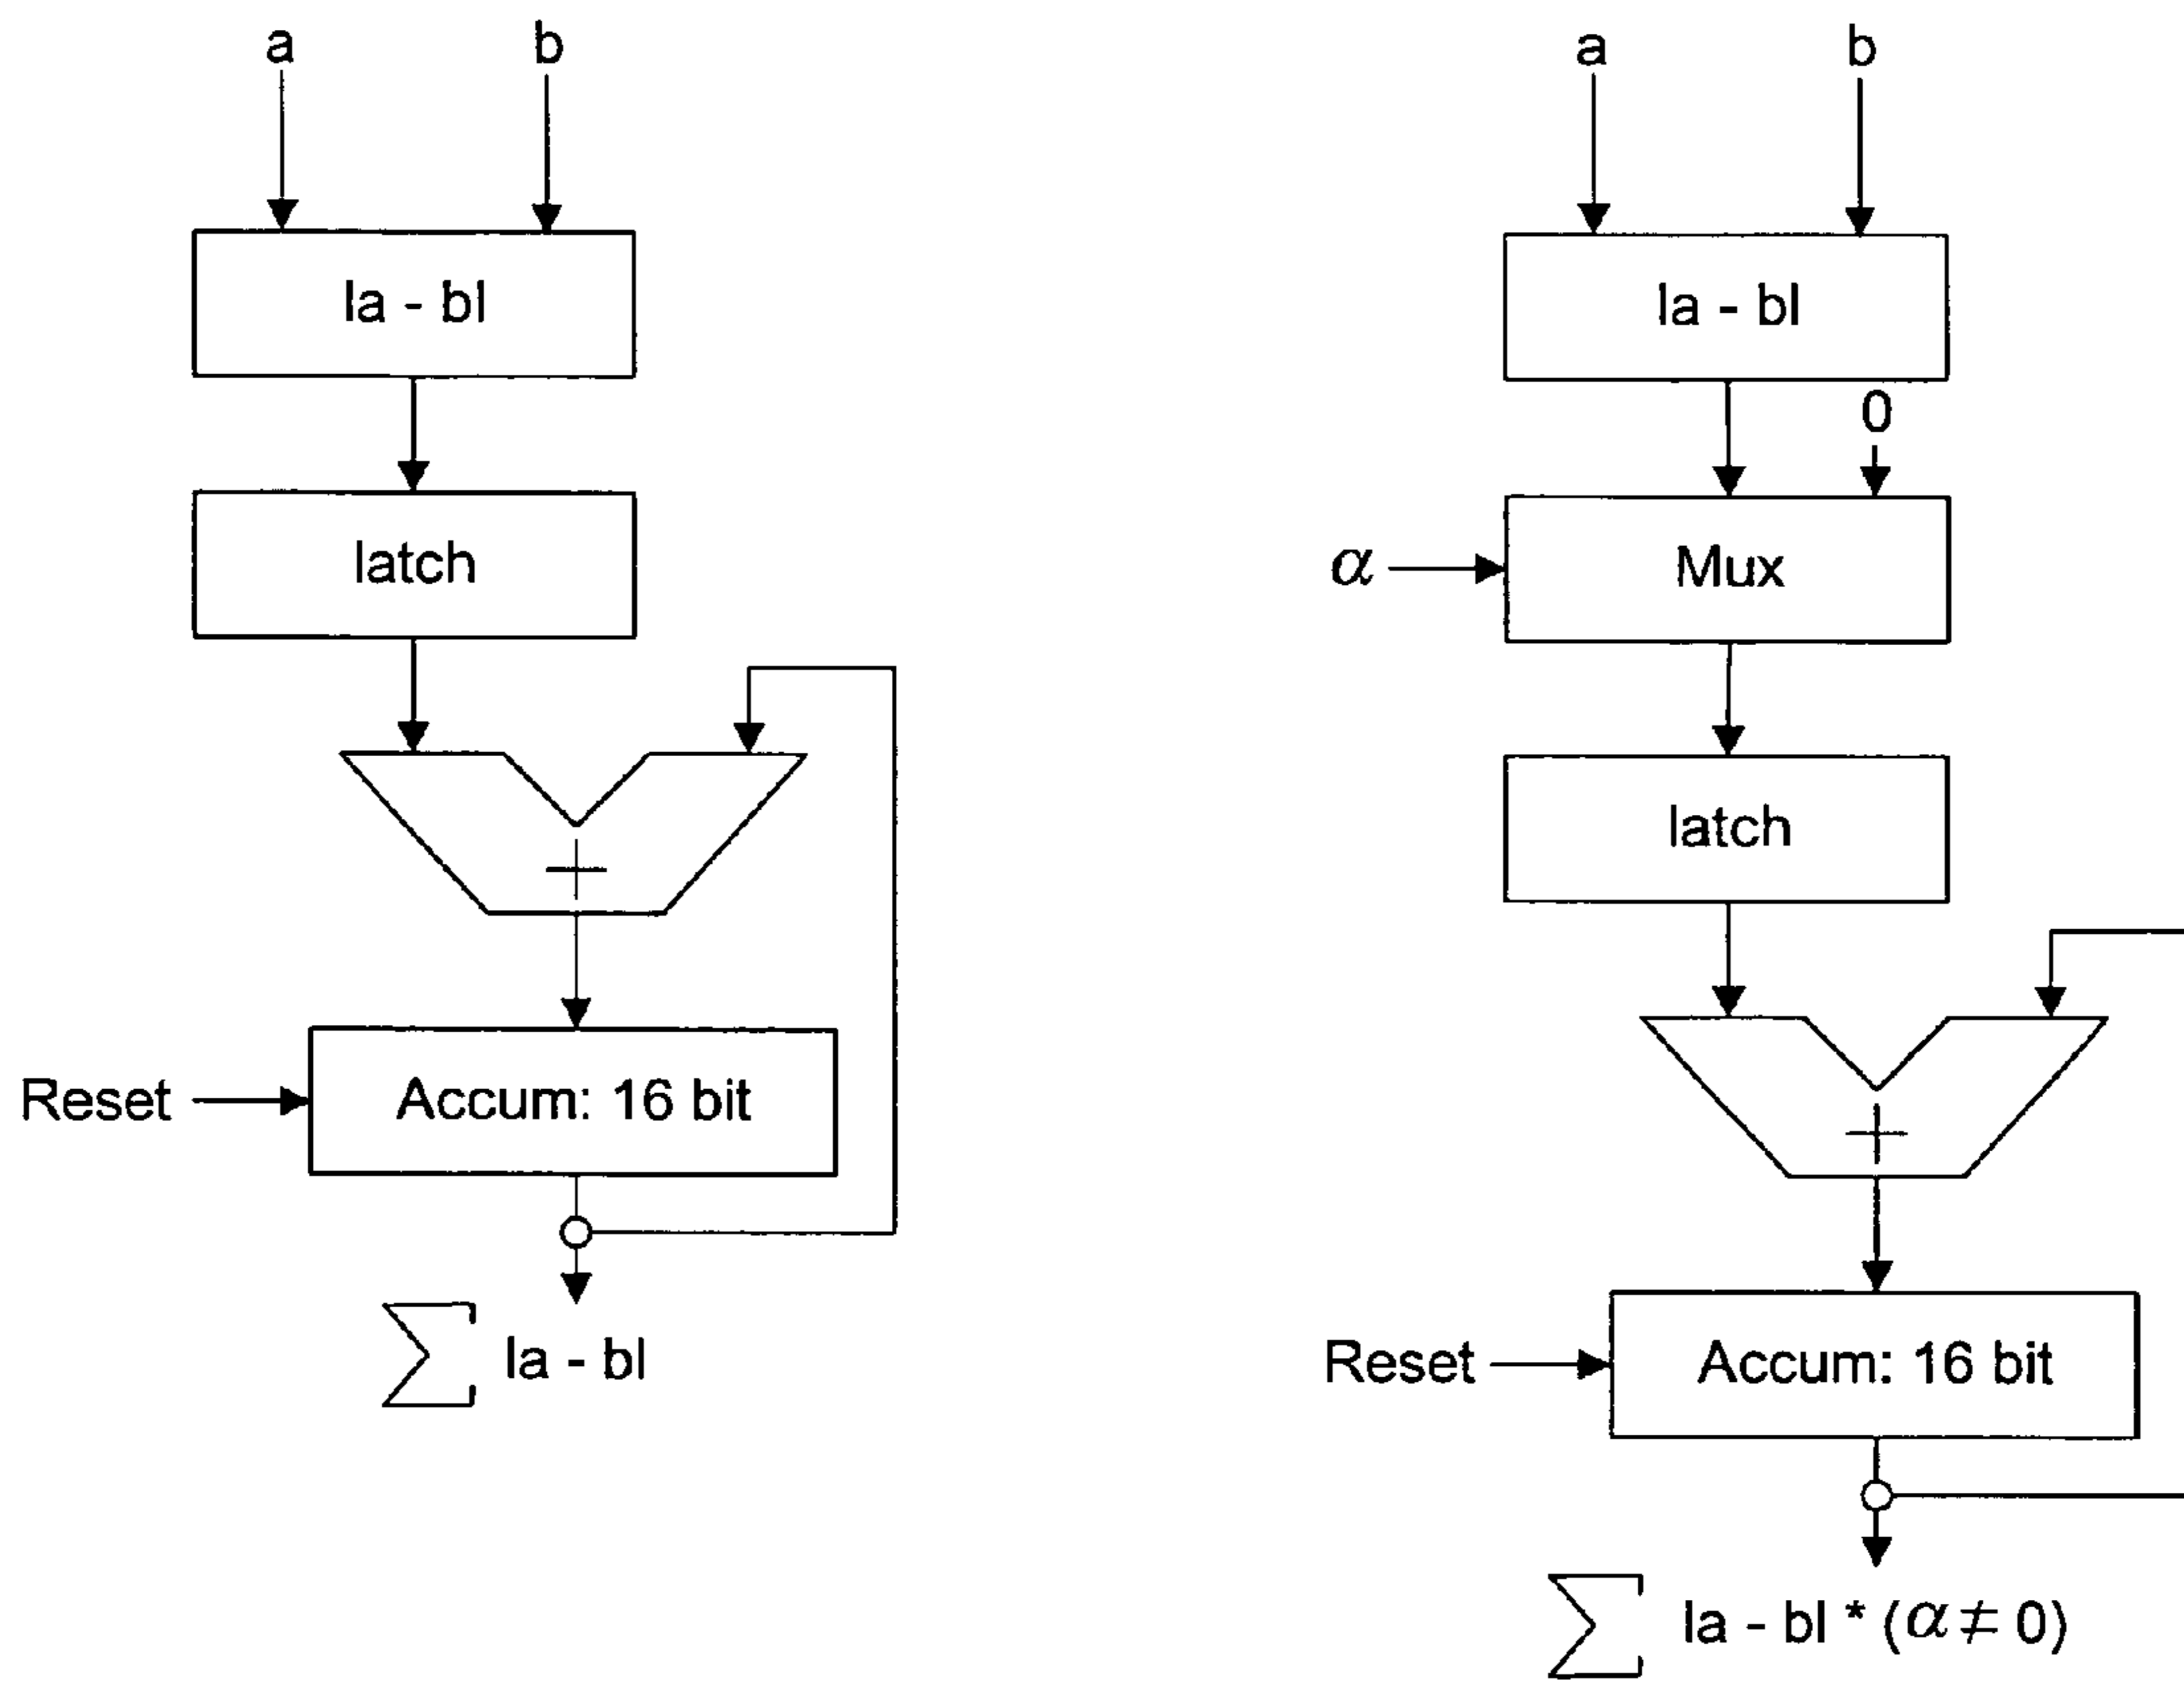 a
b
la - bl
latch
+
Reset
Accum: 16 bit
∑ la - bl
a
b
la - bl
0
α
Mux
latch
+
Reset
Accum: 16 bit
∑ la - bl * (α ≠ 0)